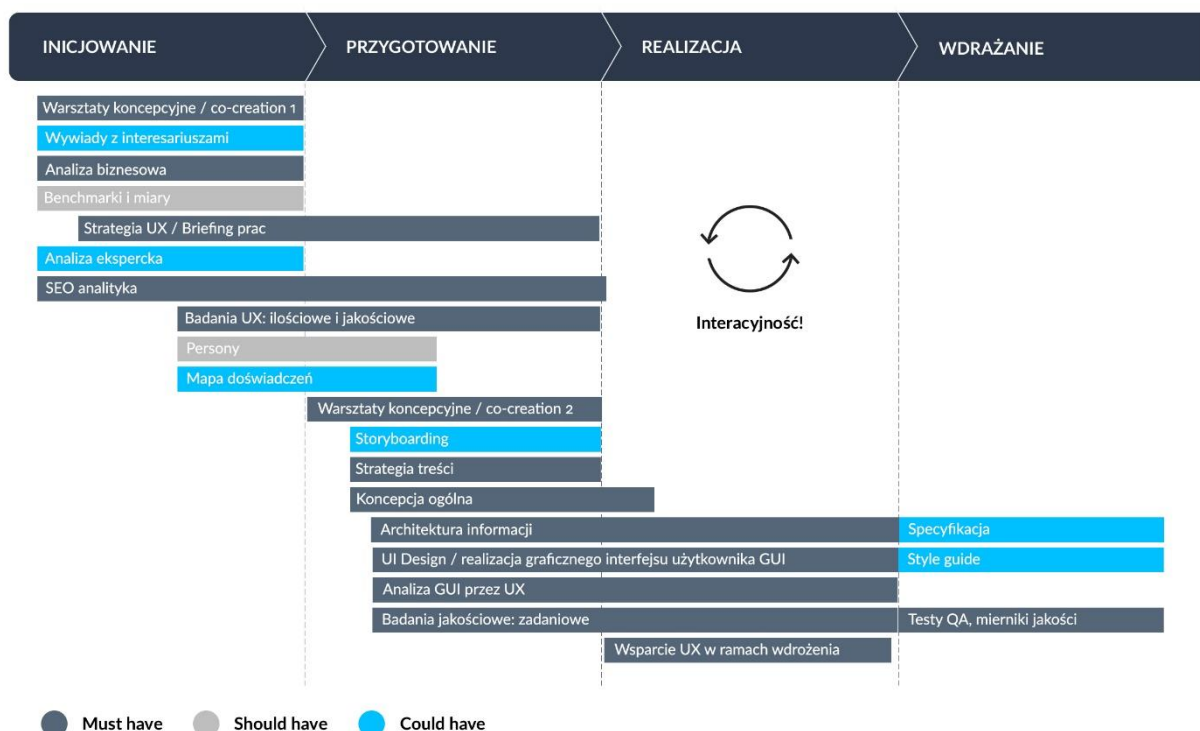 INICJOWANIE
PRZYGOTOWANIE
REALIZACJA
WDRAŻANIE
Warsztaty koncepcyjne / co-creation 1
Wywiady z interesariuszami
Analiza biznesowa
Benchmarki i miary
Strategia UX / Briefing prac
Analiza ekspercka
SEO analityka
Badania UX: ilościowe i jakościowe
Interacyjność!
Persony
Mapa doświadczeń
Warsztaty koncepcyjne / co-creation 2
Storyboarding
Strategia treści
Koncepcja ogólna
Architektura informacji
Specyfikacja
UI Design / realizacja graficznego interfejsu użytkownika GUI
Style guide
Analiza GUI przez UX
Badania jakościowe: zadaniowe
Testy QA, mierniki jakości
Wsparcie UX w ramach wdrożenia
Must have
Should have
Could have